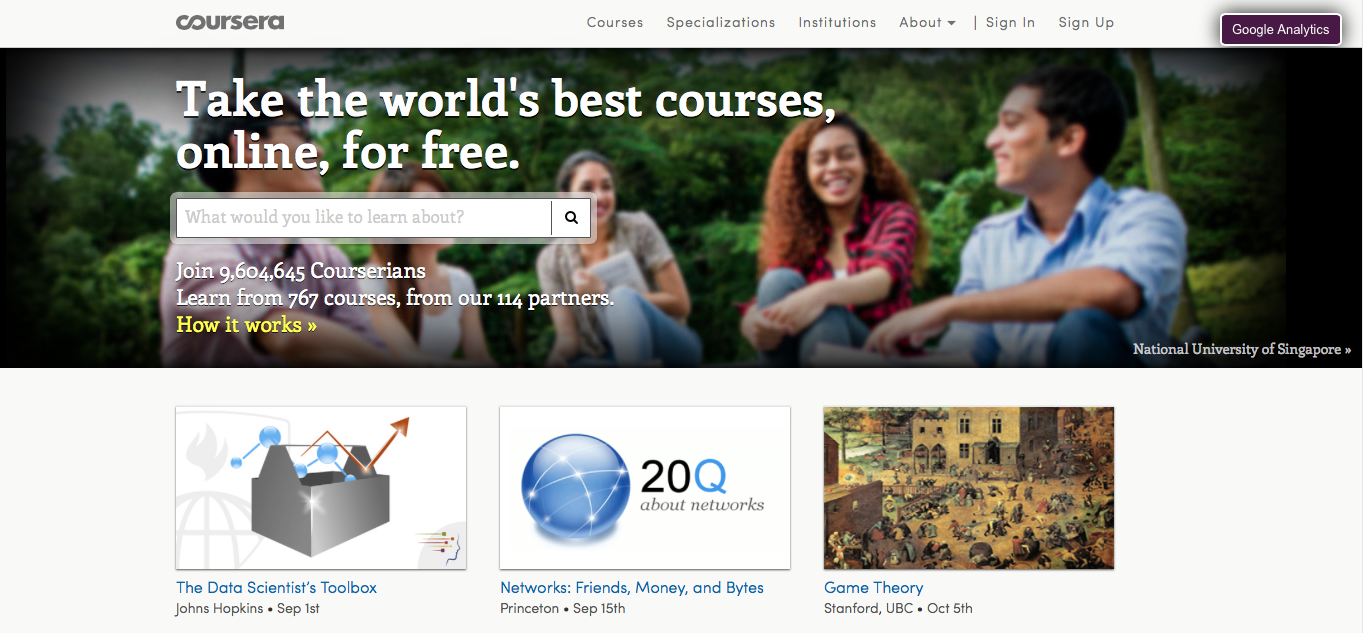 coursera
Courses Specializations Institutions About | Sign In Sign Up
Google Analytics
Take the world's best courses,
online, for free.
What would you like to learn about?
Join 9,604,645 Courserians
Learn from 767 courses, from our 114 partners.
How it works »
National University of Singapore »
20Q
about networks
The Data Scientist's Toolbox
Johns Hopkins • Sep 1st
Networks: Friends, Money, and Bytes
Princeton • Sep 15th
Game Theory
Stanford, UBC • Oct 5th